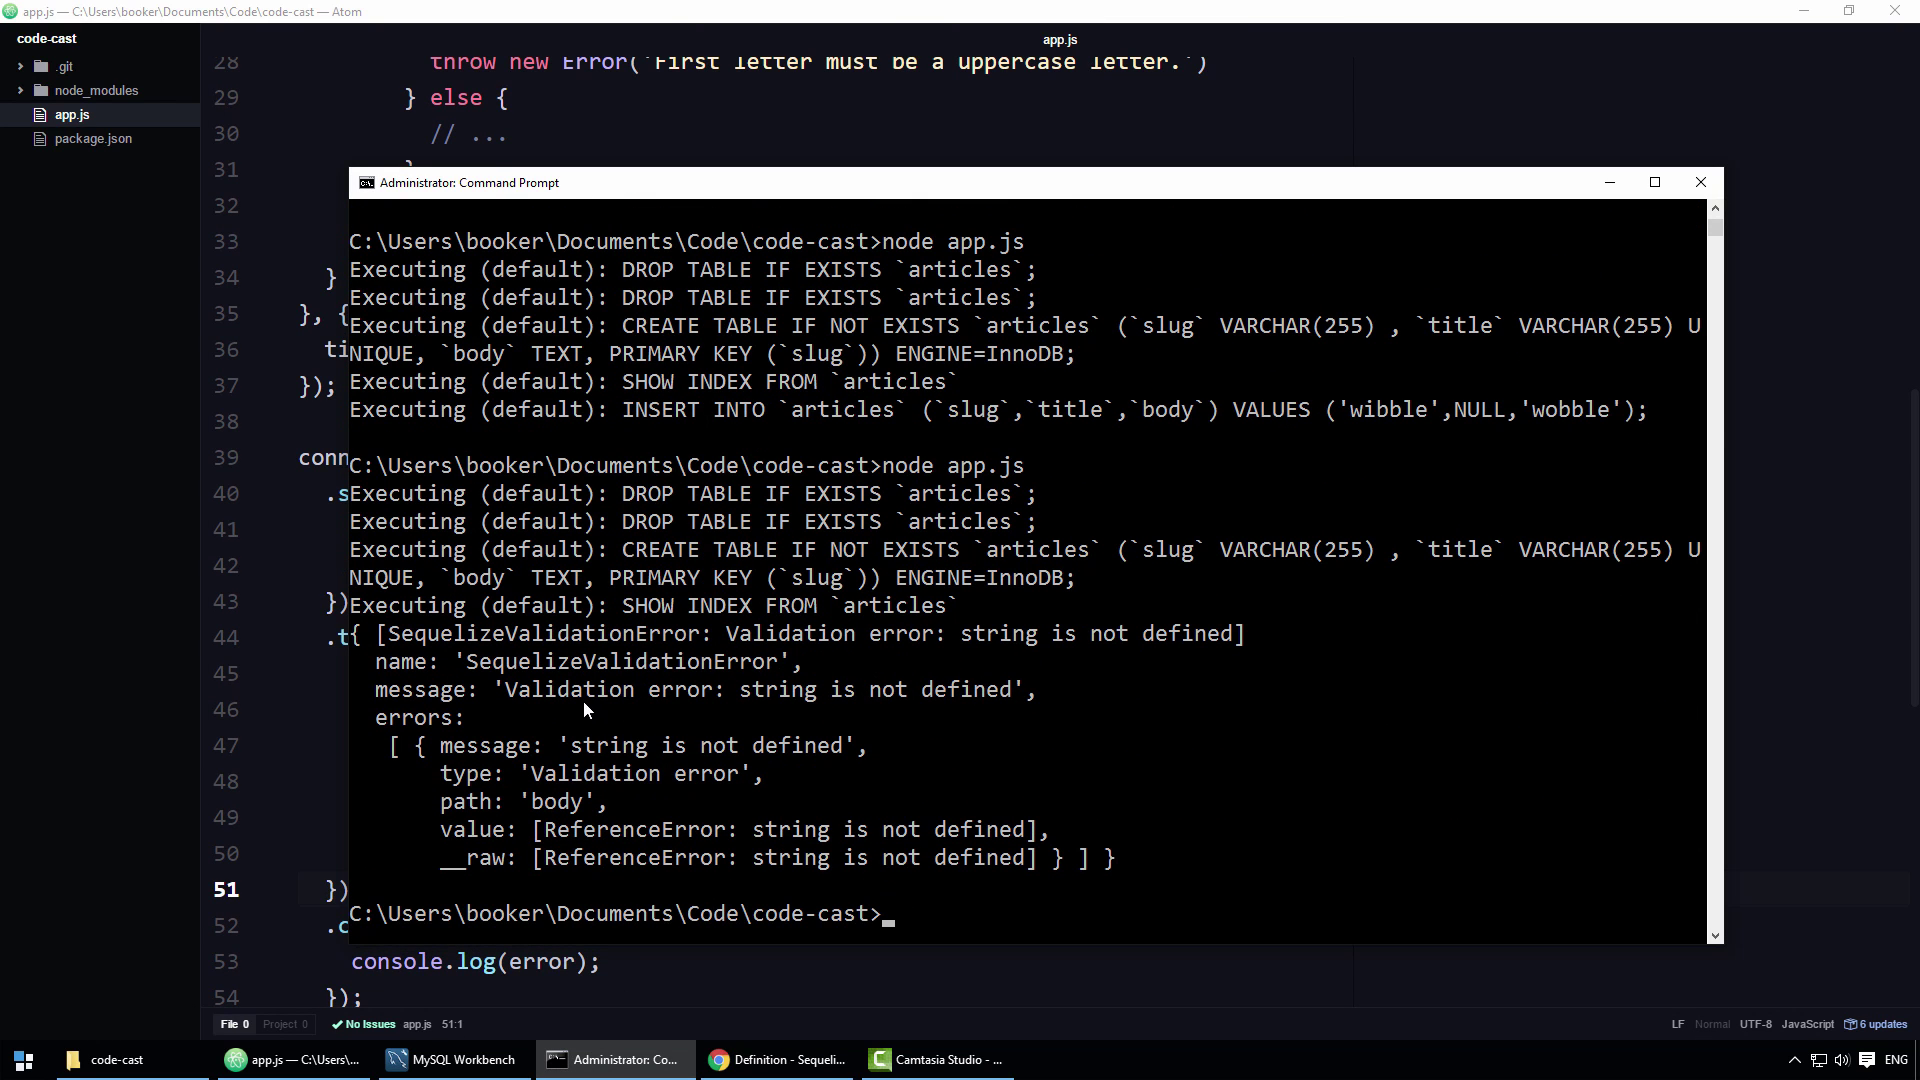 app.js — C:\Users\booker\Documents\Code\code-cast — Atom
code-cast
.git
node_modules
app.js
package.json
app.js
28 throw new Error(`First letter must be a uppercase letter.`)
29 } else {
30 // ...
31
32
33
34 }
35 }, {
36 ti
37 });
38
39 conn
40 .s
41
42
43 })
44 .t
45
46
47
48
49
50
51 })
52 .c
53 console.log(error);
54 });
Administrator: Command Prompt
C:\Users\booker\Documents\Code\code-cast>node app.js
Executing (default): DROP TABLE IF EXISTS `articles`;
Executing (default): DROP TABLE IF EXISTS `articles`;
Executing (default): CREATE TABLE IF NOT EXISTS `articles` (`slug` VARCHAR(255) , `title` VARCHAR(255) U
NIQUE, `body` TEXT, PRIMARY KEY (`slug`)) ENGINE=InnoDB;
Executing (default): SHOW INDEX FROM `articles`
Executing (default): INSERT INTO `articles` (`slug`,`title`,`body`) VALUES ('wibble',NULL,'wobble');
C:\Users\booker\Documents\Code\code-cast>node app.js
Executing (default): DROP TABLE IF EXISTS `articles`;
Executing (default): DROP TABLE IF EXISTS `articles`;
Executing (default): CREATE TABLE IF NOT EXISTS `articles` (`slug` VARCHAR(255) , `title` VARCHAR(255) U
NIQUE, `body` TEXT, PRIMARY KEY (`slug`)) ENGINE=InnoDB;
Executing (default): SHOW INDEX FROM `articles`
{ [SequelizeValidationError: Validation error: string is not defined]
name: 'SequelizeValidationError',
message: 'Validation error: string is not defined',
errors:
[ { message: 'string is not defined',
type: 'Validation error',
path: 'body',
value: [ReferenceError: string is not defined],
__raw: [ReferenceError: string is not defined] } ] }
C:\Users\booker\Documents\Code\code-cast>
File 0 Project 0 No Issues app.js 51:1 LF Normal UTF-8 JavaScript 6 updates
code-cast app.js — C:\Users\... MySQL Workbench Administrator: Co... Definition - Sequeli... Camtasia Studio - ... ENG